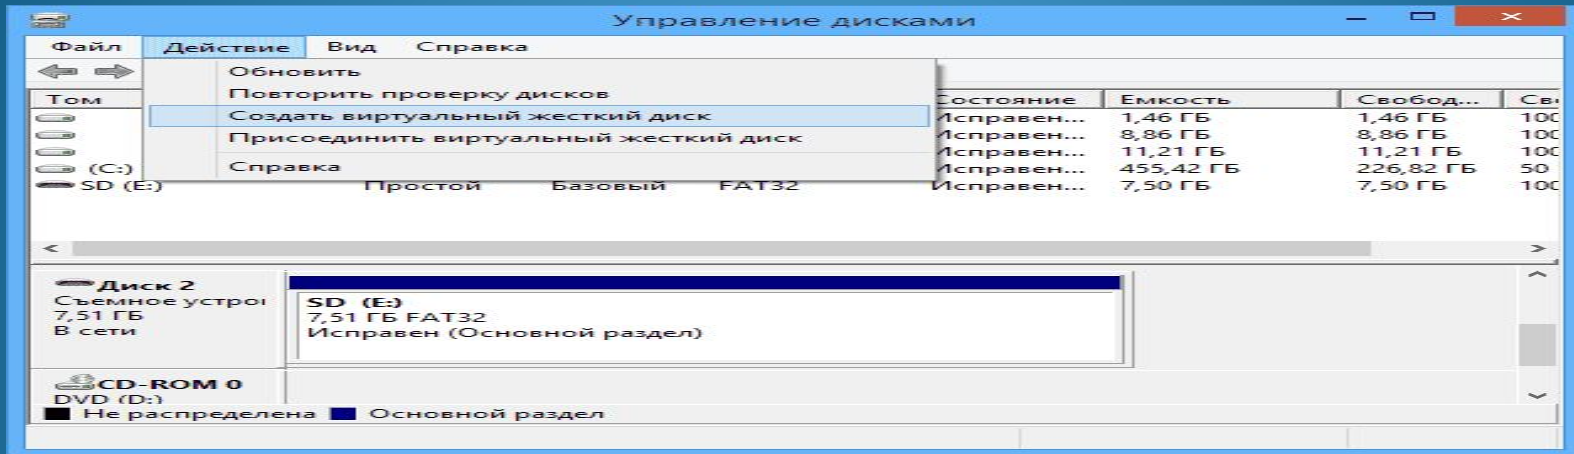 Управление дисками
Файл Действие Вид Справка
Обновить
Повторить проверку дисков
Создать виртуальный жесткий диск
Присоединить виртуальный жесткий диск
Справка
Том Состояние Емкость Свобод...
Исправен... 1,46 ГБ 1,46 ГБ 100
Исправен... 8,86 ГБ 8,86 ГБ 100
Исправен... 11,21 ГБ 11,21 ГБ 100
(C:) Исправен... 455,42 ГБ 226,82 ГБ 50
SD (E:) Простой Базовый FAT32 Исправен... 7,50 ГБ 7,50 ГБ 100
Диск 2
Съемное устрой
7,51 ГБ
В сети
SD (E:)
7,51 ГБ FAT32
Исправен (Основной раздел)
CD-ROM 0
DVD (D:)
Не распределена Основной раздел